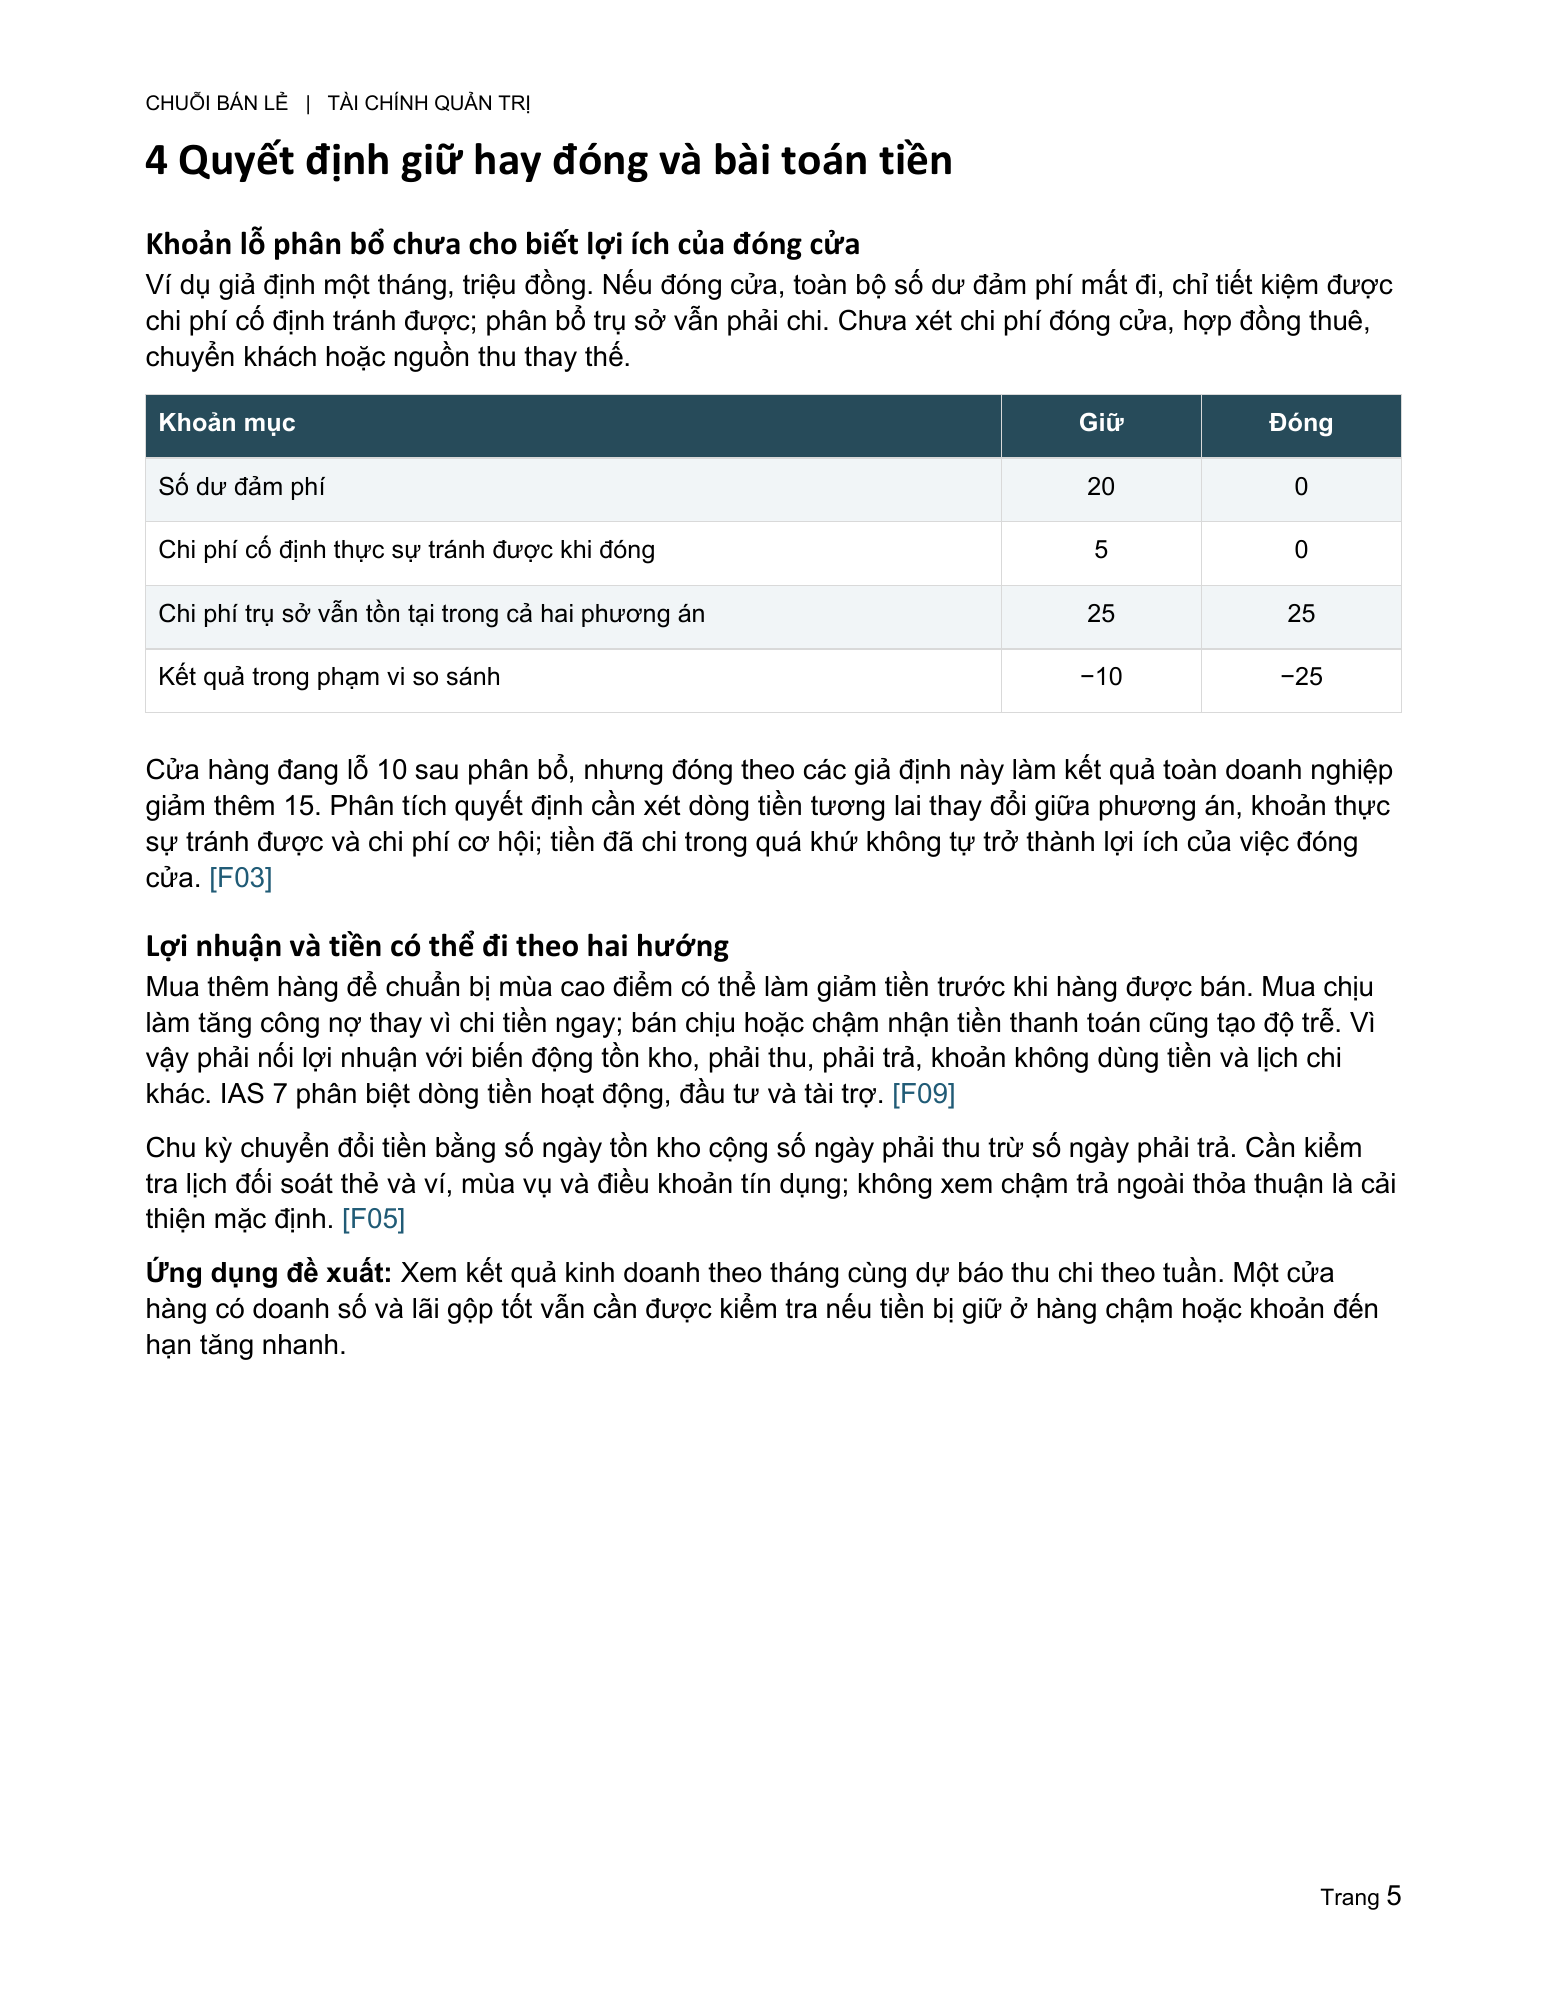 CHUỖI BÁN LẺ | TÀI CHÍNH QUẢN TRỊ
4 Quyết định giữ hay đóng và bài toán tiền
Khoản lỗ phân bổ chưa cho biết lợi ích của đóng cửa
Ví dụ giả định một tháng, triệu đồng. Nếu đóng cửa, toàn bộ số dư đảm phí mất đi, chỉ tiết kiệm được
chi phí cố định tránh được; phân bổ trụ sở vẫn phải chi. Chưa xét chi phí đóng cửa, hợp đồng thuê,
chuyển khách hoặc nguồn thu thay thế.
Khoản mục Giữ Đóng
Số dư đảm phí 20 0
Chi phí cố định thực sự tránh được khi đóng 5 0
Chi phí trụ sở vẫn tồn tại trong cả hai phương án 25 25
Kết quả trong phạm vi so sánh −10 −25
Cửa hàng đang lỗ 10 sau phân bổ, nhưng đóng theo các giả định này làm kết quả toàn doanh nghiệp
giảm thêm 15. Phân tích quyết định cần xét dòng tiền tương lai thay đổi giữa phương án, khoản thực
sự tránh được và chi phí cơ hội; tiền đã chi trong quá khứ không tự trở thành lợi ích của việc đóng
cửa. [F03]
Lợi nhuận và tiền có thể đi theo hai hướng
Mua thêm hàng để chuẩn bị mùa cao điểm có thể làm giảm tiền trước khi hàng được bán. Mua chịu
làm tăng công nợ thay vì chi tiền ngay; bán chịu hoặc chậm nhận tiền thanh toán cũng tạo độ trễ. Vì
vậy phải nối lợi nhuận với biến động tồn kho, phải thu, phải trả, khoản không dùng tiền và lịch chi
khác. IAS 7 phân biệt dòng tiền hoạt động, đầu tư và tài trợ. [F09]
Chu kỳ chuyển đổi tiền bằng số ngày tồn kho cộng số ngày phải thu trừ số ngày phải trả. Cần kiểm
tra lịch đối soát thẻ và ví, mùa vụ và điều khoản tín dụng; không xem chậm trả ngoài thỏa thuận là cải
thiện mặc định. [F05]
Ứng dụng đề xuất: Xem kết quả kinh doanh theo tháng cùng dự báo thu chi theo tuần. Một cửa
hàng có doanh số và lãi gộp tốt vẫn cần được kiểm tra nếu tiền bị giữ ở hàng chậm hoặc khoản đến
hạn tăng nhanh.
Trang 5